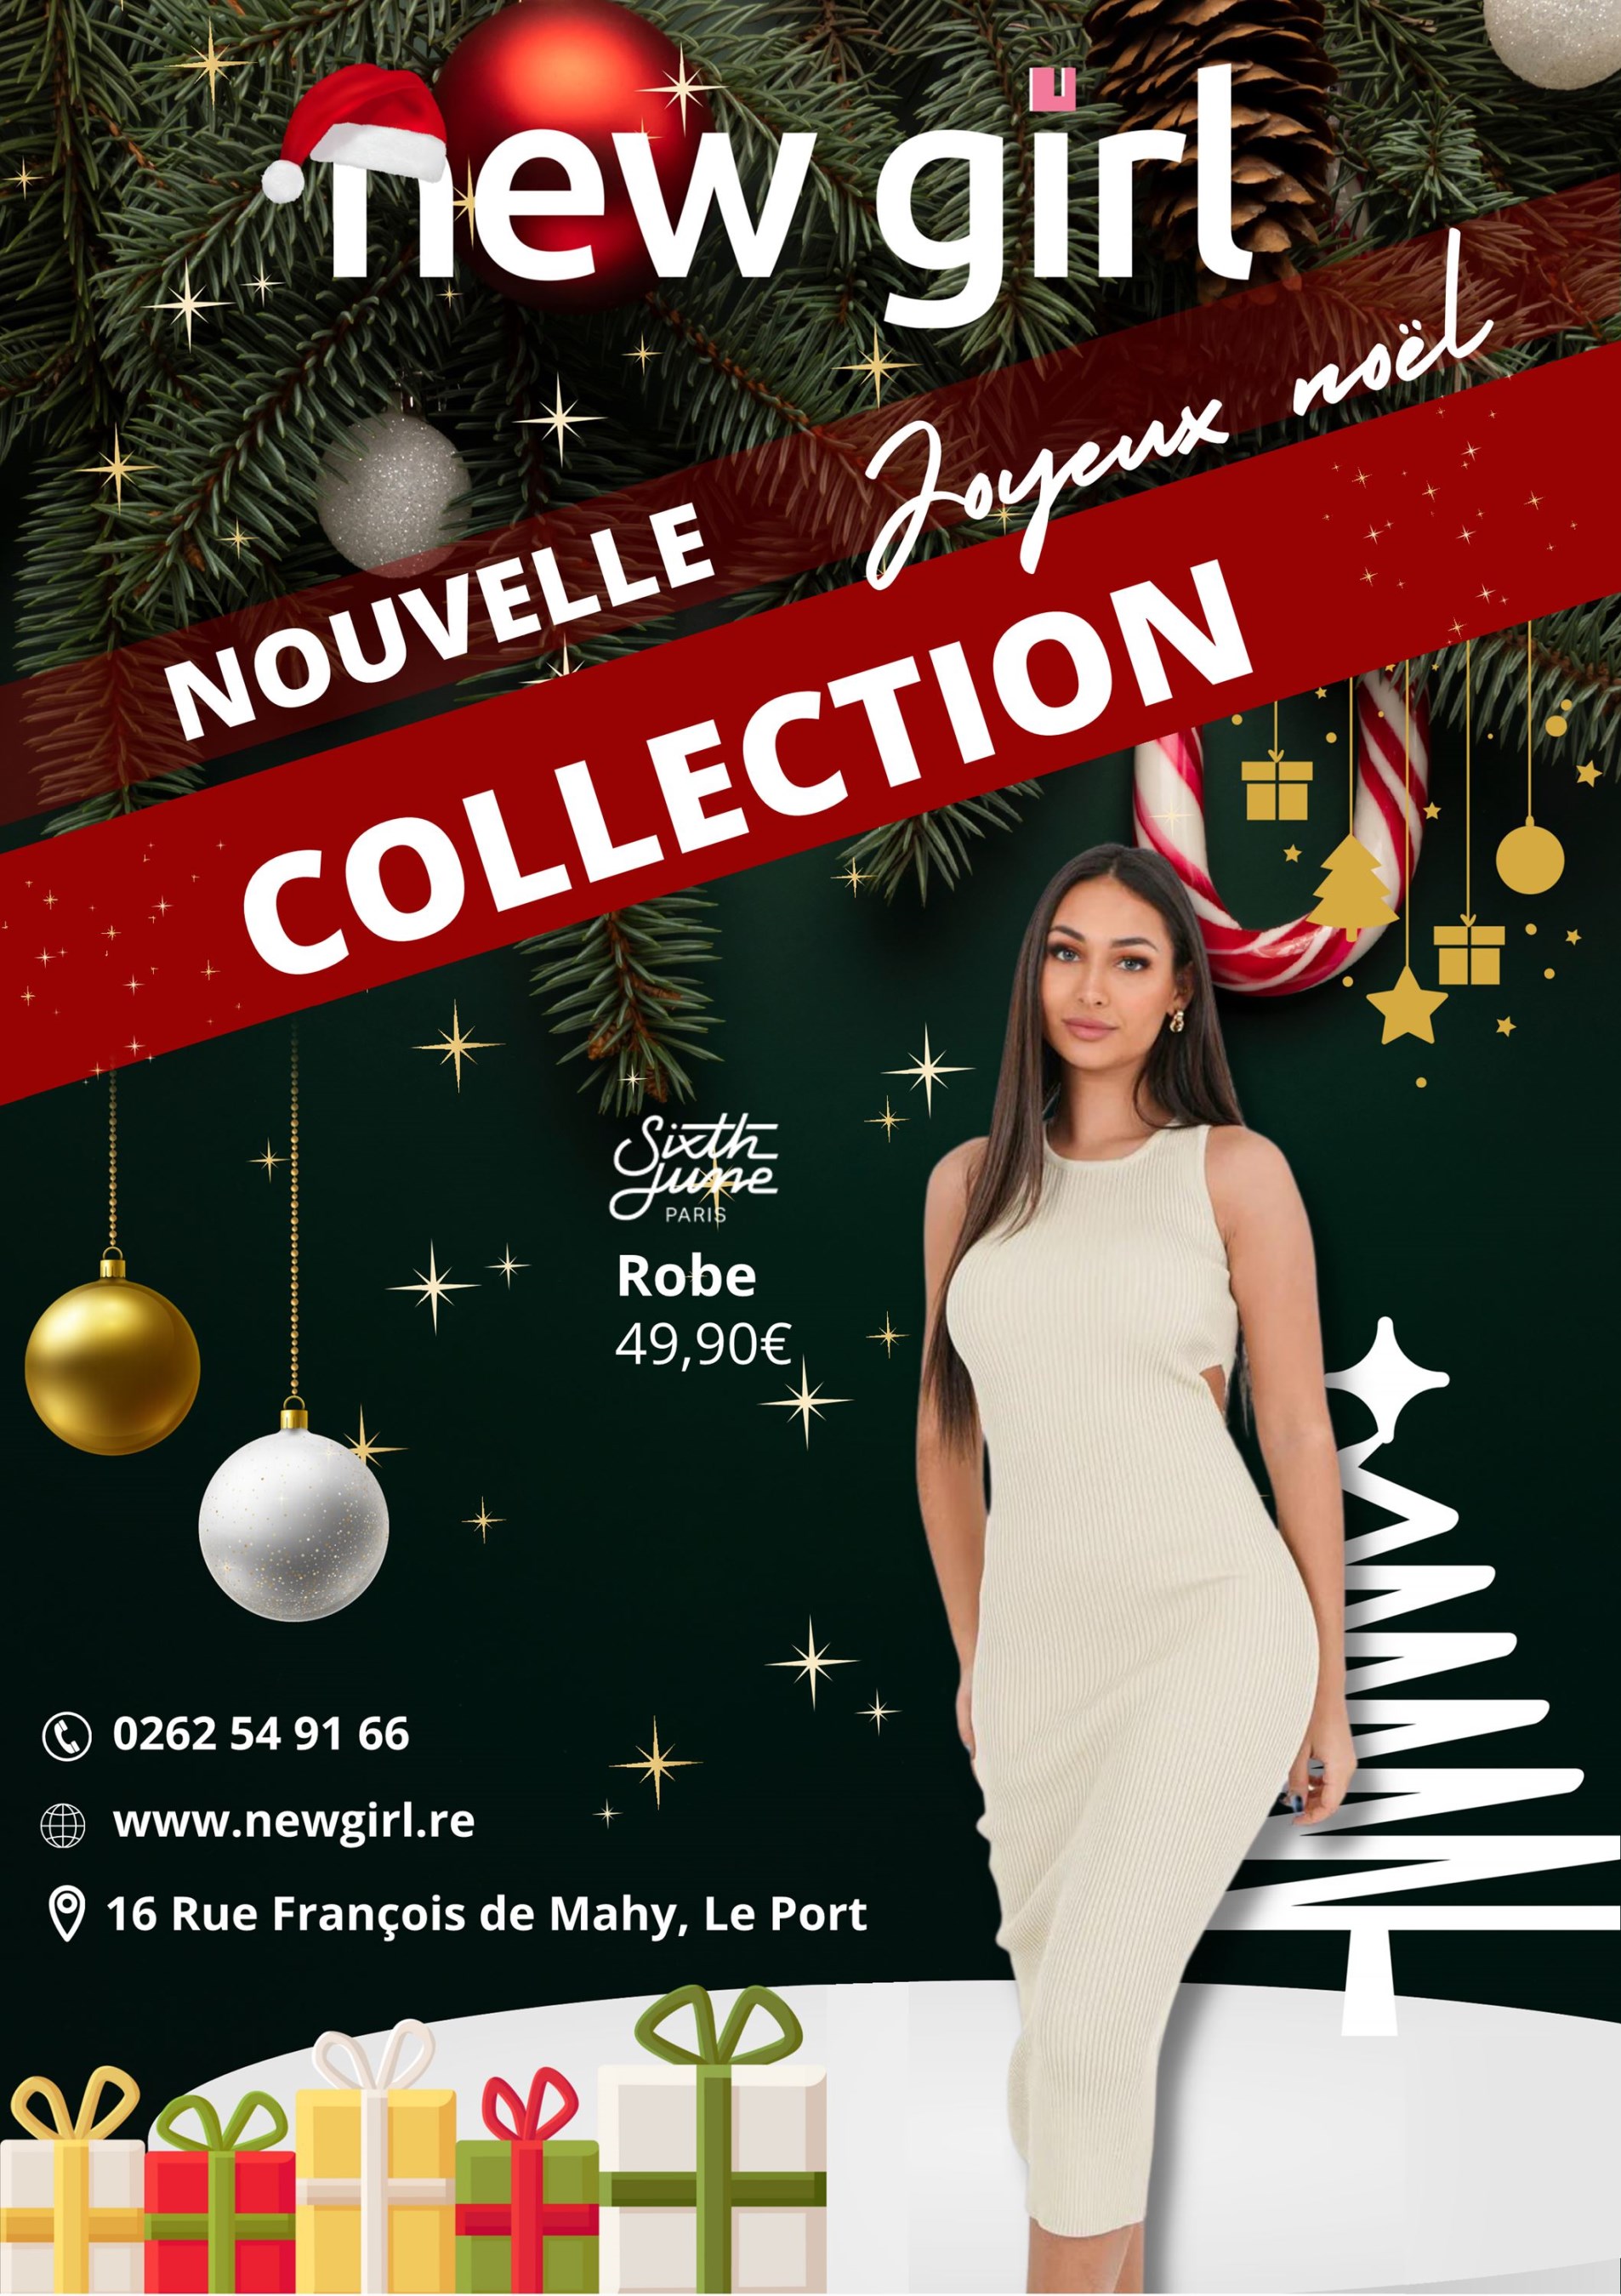 new girl
Joyeux noël
NOUVELLE
COLLECTION
Sixth
June
PARIS
Robe
49,90€
0262 54 91 66
www.newgirl.re
16 Rue François de Mahy, Le Port